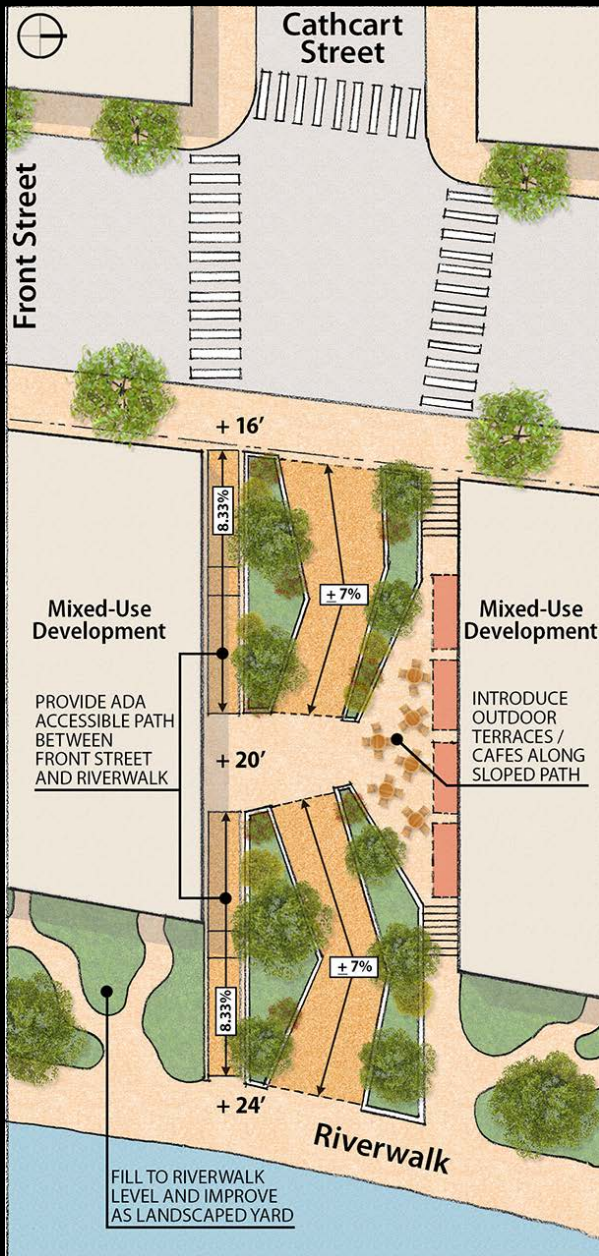 Cathcart
Street
Front Street
+ 16'
8.33%
+ 7%
Mixed-Use
Development
Mixed-Use
Development
PROVIDE ADA
ACCESSIBLE PATH
BETWEEN
FRONT STREET
AND RIVERWALK
INTRODUCE
OUTDOOR
TERRACES /
CAFES ALONG
SLOPED PATH
+ 20'
8.33%
+ 7%
+ 24'
Riverwalk
FILL TO RIVERWALK
LEVEL AND IMPROVE
AS LANDSCAPED YARD